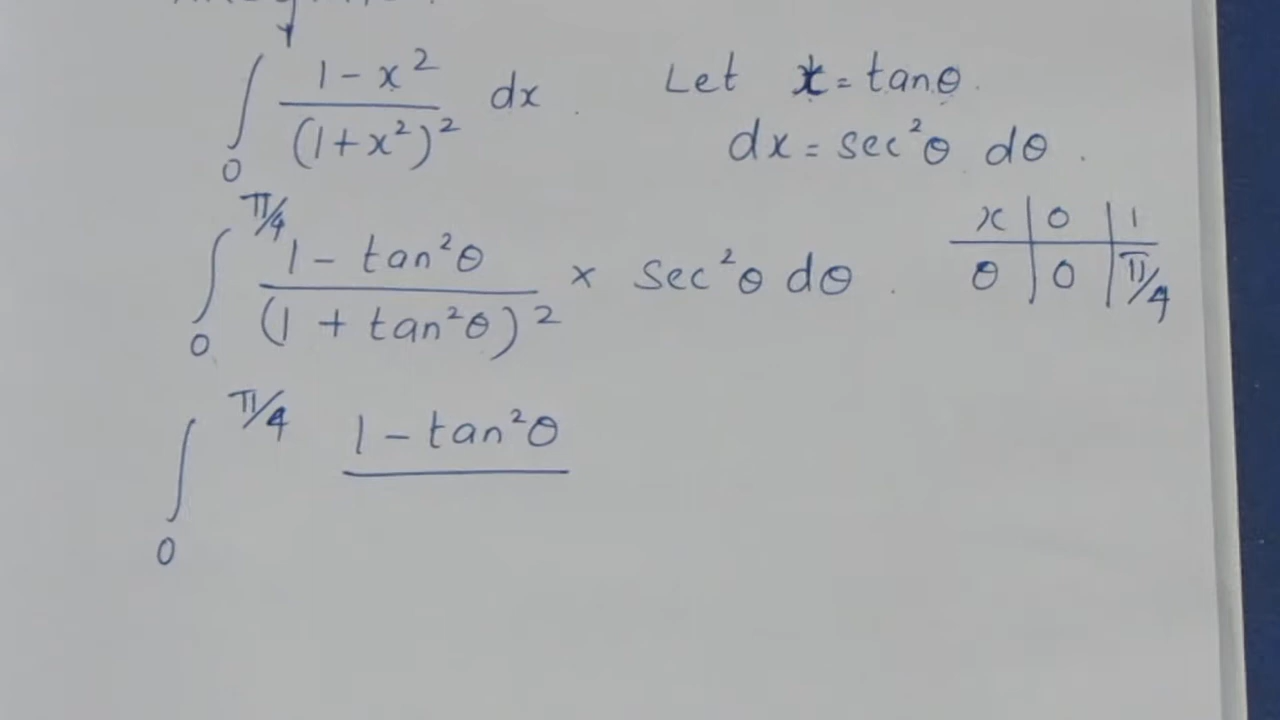 ∫₀ (1 - x²)/(1+x²)² dx . Let x = tanθ.
dx = sec²θ dθ .
∫₀^(π/4) (1 - tan²θ)/(1 + tan²θ)² × sec²θ dθ .
x | 0 | 1
θ | 0 | π/4
∫₀^(π/4) 1 - tan²θ